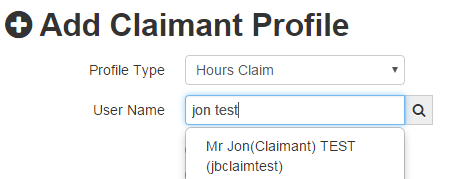 Add Claimant Profile
Profile Type Hours Claim
User Name jon test
Mr Jon(Claimant) TEST
(jbclaimtest)